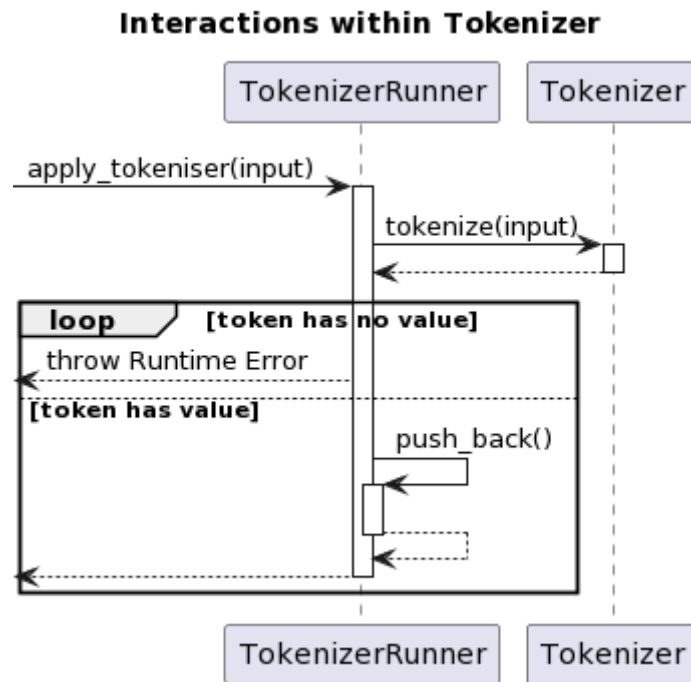 Interactions within Tokenizer
TokenizerRunner
Tokenizer
apply_tokeniser(input)
tokenize(input)
loop
[token has no value]
throw Runtime Error
[token has value]
push_back()
TokenizerRunner
Tokenizer